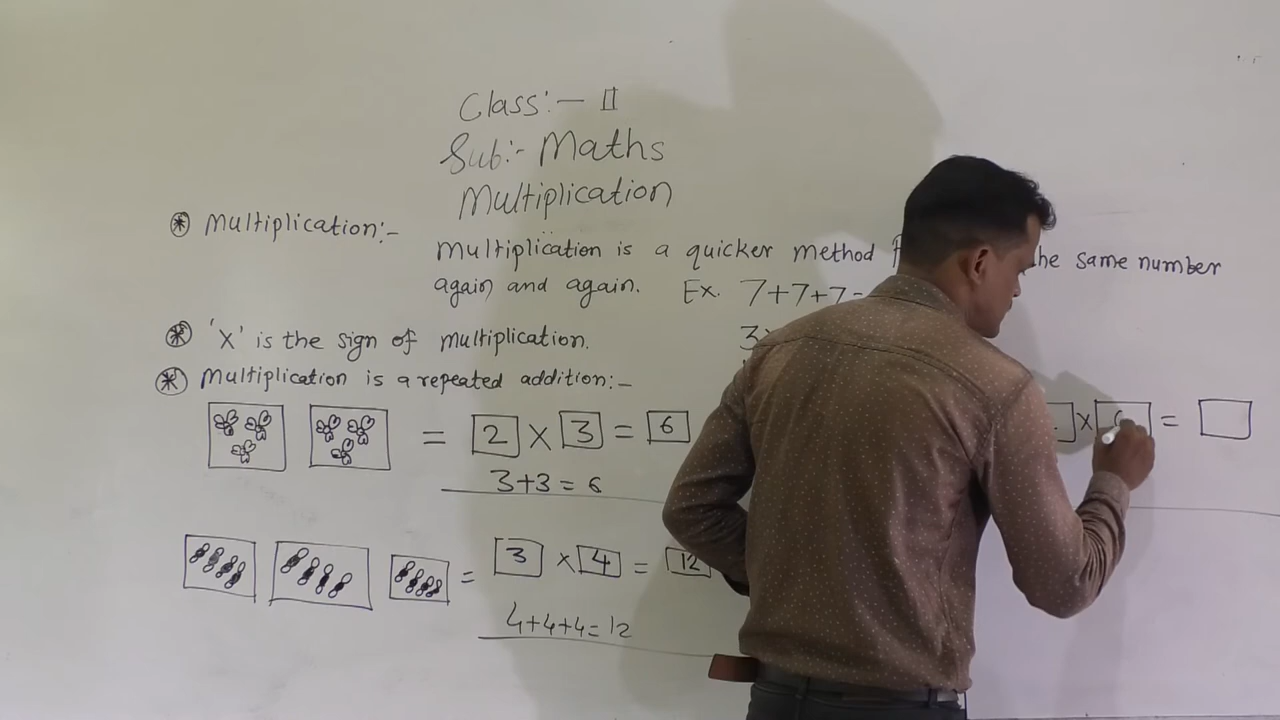 Class:- II
Sub:- Maths
Multiplication
Multiplication:-
Multiplication is a quicker method the same number
again and again. Ex. 7+7+7
3
'X' is the sign of multiplication.
Multiplication is a repeated addition:-
= 2 X 3 = 6
3+3=6
X =
= 3 X 4 = 12
4+4+4=12